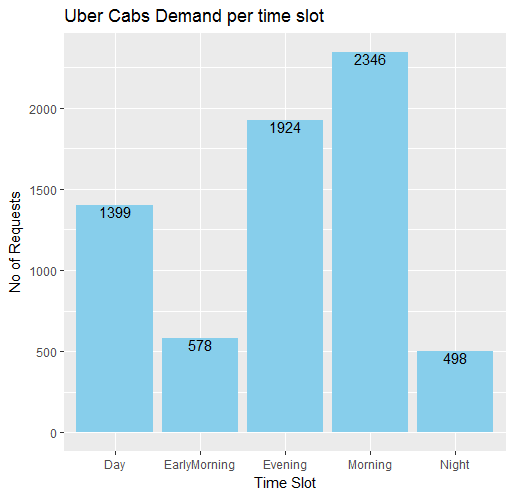 Uber Cabs Demand per time slot
No of Requests
2000
1500
1000
500
0
1399
578
1924
2346
498
Day
EarlyMorning
Evening
Morning
Night
Time Slot